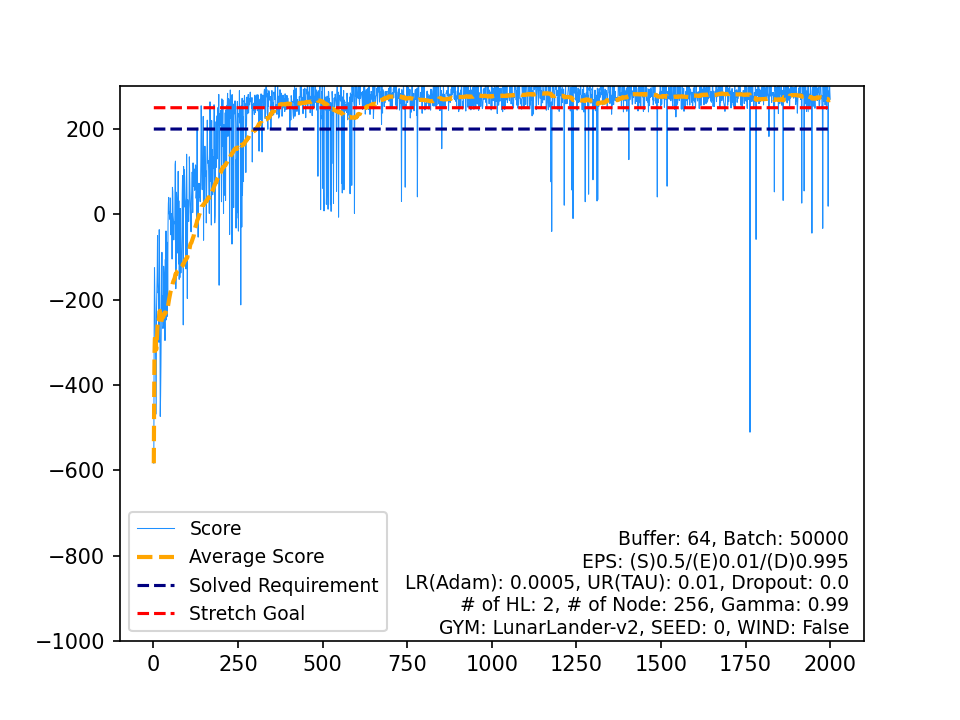 200
0
−200
−400
−600
−800
−1000
0
250
500
750
1000
1250
1500
1750
2000
Score
Average Score
Solved Requirement
Stretch Goal
Buffer: 64, Batch: 50000
EPS: (S)0.5/(E)0.01/(D)0.995
LR(Adam): 0.0005, UR(TAU): 0.01, Dropout: 0.0
# of HL: 2, # of Node: 256, Gamma: 0.99
GYM: LunarLander-v2, SEED: 0, WIND: False